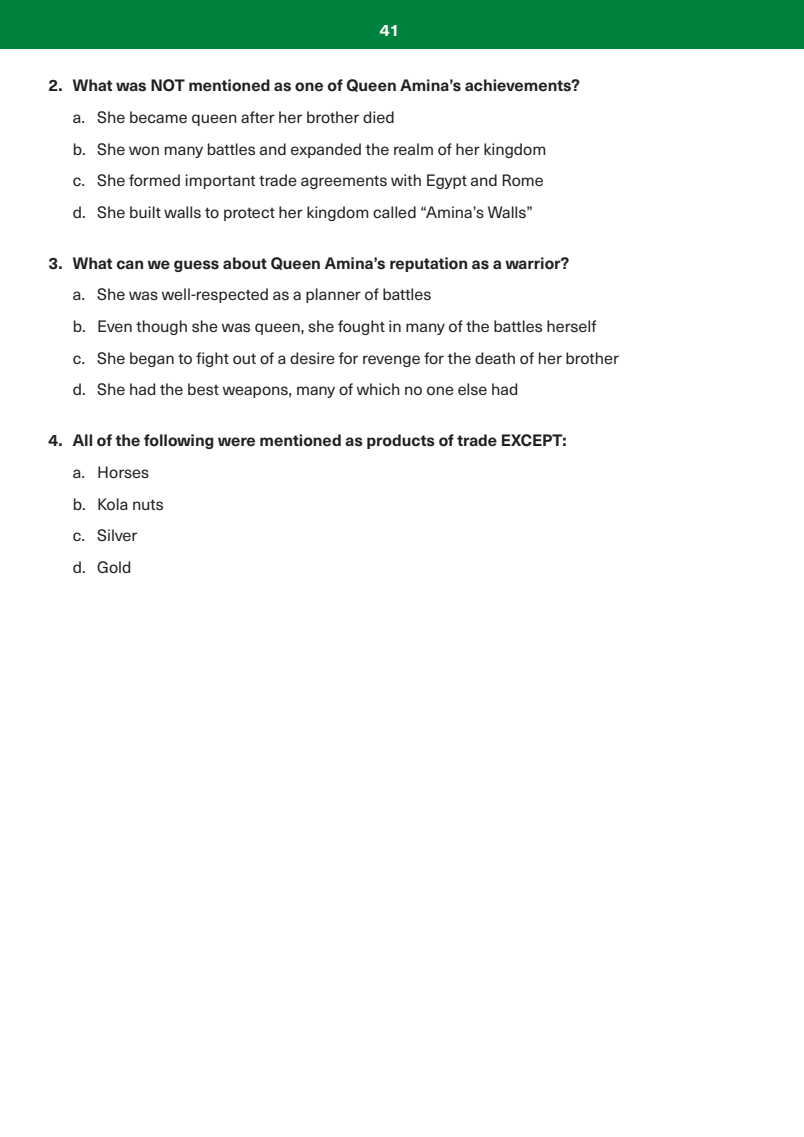 41
2. What was NOT mentioned as one of Queen Amina’s achievements?
a. She became queen after her brother died
b. She won many battles and expanded the realm of her kingdom
c. She formed important trade agreements with Egypt and Rome
d. She built walls to protect her kingdom called “Amina’s Walls”
3. What can we guess about Queen Amina’s reputation as a warrior?
a. She was well-respected as a planner of battles
b. Even though she was queen, she fought in many of the battles herself
c. She began to fight out of a desire for revenge for the death of her brother
d. She had the best weapons, many of which no one else had
4. All of the following were mentioned as products of trade EXCEPT:
a. Horses
b. Kola nuts
c. Silver
d. Gold